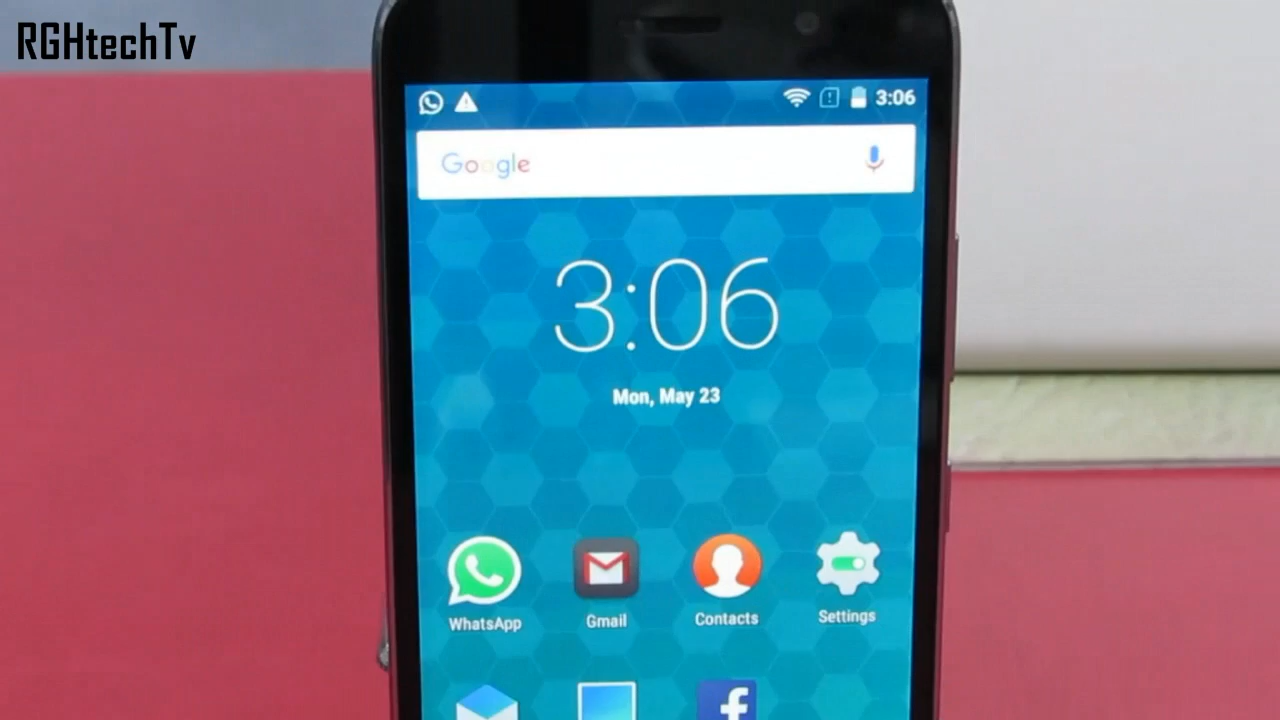 RGHtechTv
3:06
Google
3:06
Mon, May 23
WhatsApp
Gmail
Contacts
Settings